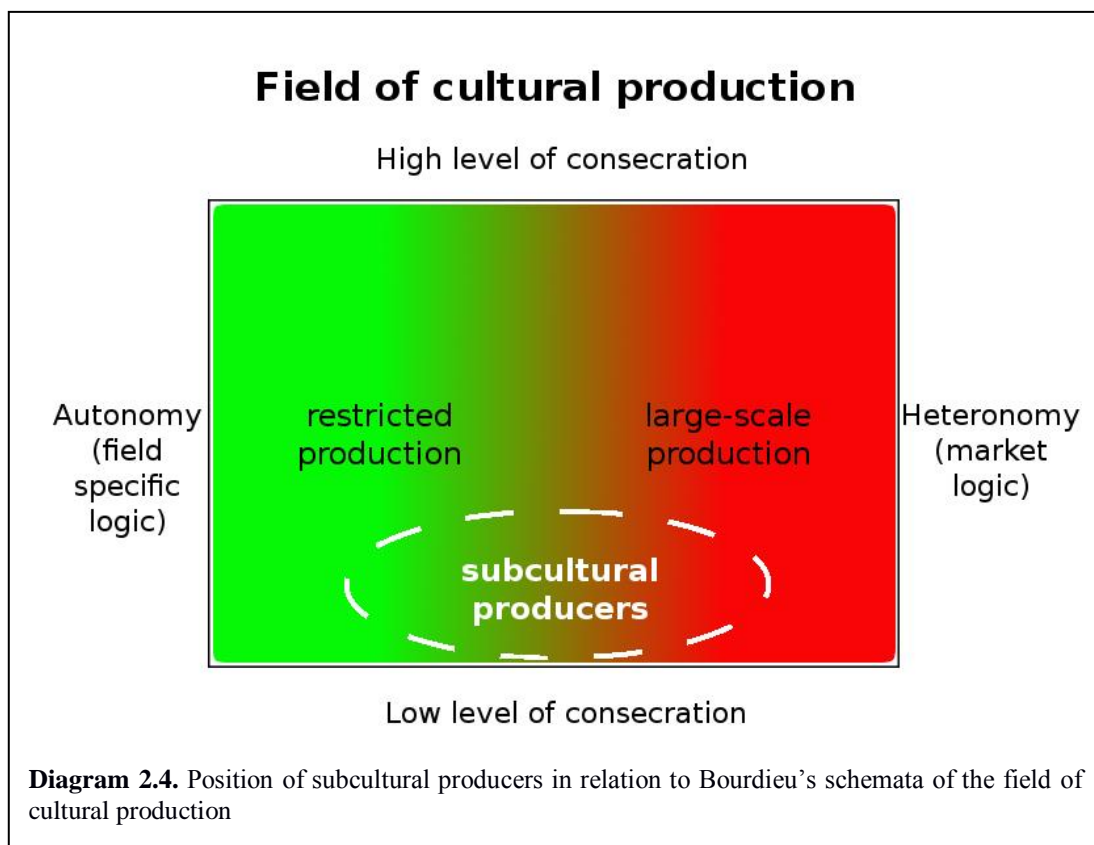 Field of cultural production
High level of consecration
Autonomy
(field
specific
logic)
restricted
production
large-scale
production
Heteronomy
(market
logic)
subcultural
producers
Low level of consecration
Diagram 2.4. Position of subcultural producers in relation to Bourdieu’s schemata of the field of
cultural production